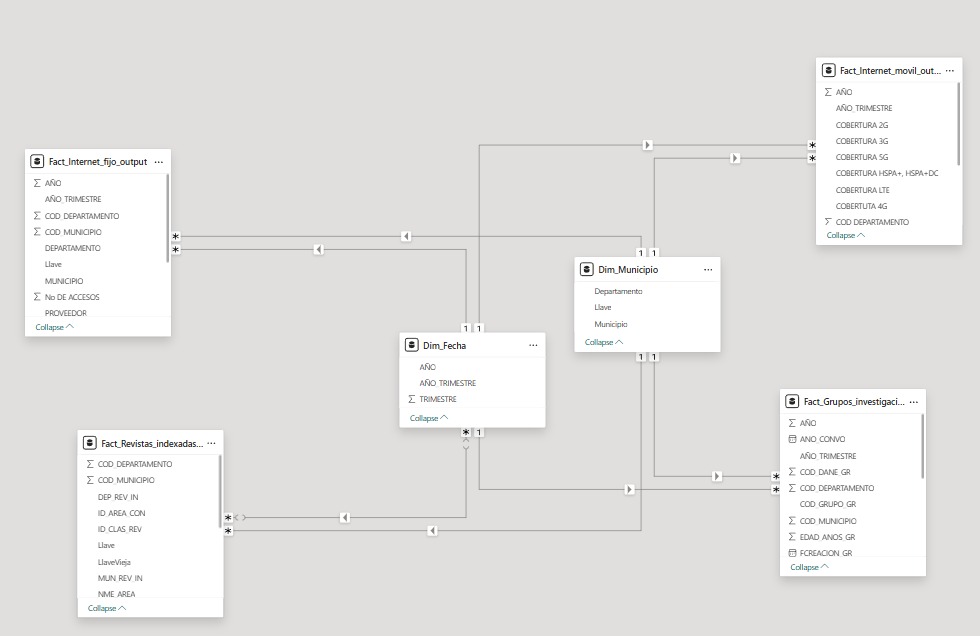 Fact_Internet_movil_out...
AÑO
AÑO_TRIMESTRE
COBERTURA 2G
COBERTURA 3G
COBERTURA 5G
COBERTURA HSPA+, HSPA+DC
COBERTURA LTE
COBERTUTA 4G
COD DEPARTAMENTO
Collapse
Fact_Internet_fijo_output
AÑO
AÑO_TRIMESTRE
COD_DEPARTAMENTO
COD_MUNICIPIO
DEPARTAMENTO
Llave
MUNICIPIO
No DE ACCESOS
PROVEEDOR
Collapse
Dim_Municipio
Departamento
Llave
Municipio
Collapse
Dim_Fecha
AÑO
AÑO_TRIMESTRE
TRIMESTRE
Collapse
Fact_Grupos_investigaci...
AÑO
ANO_CONVO
AÑO_TRIMESTRE
COD_DANE_GR
COD_DEPARTAMENTO
COD_GRUPO_GR
COD_MUNICIPIO
EDAD_ANOS_GR
FCREACION_GR
Collapse
Fact_Revistas_indexadas...
COD_DEPARTAMENTO
COD_MUNICIPIO
DEP_REV_IN
ID_AREA_CON
ID_CLAS_REV
Llave
LlaveVieja
MUN_REV_IN
NME_AREA
Collapse
* * * *
1 1
1 1
* 1
1 1
* * * *